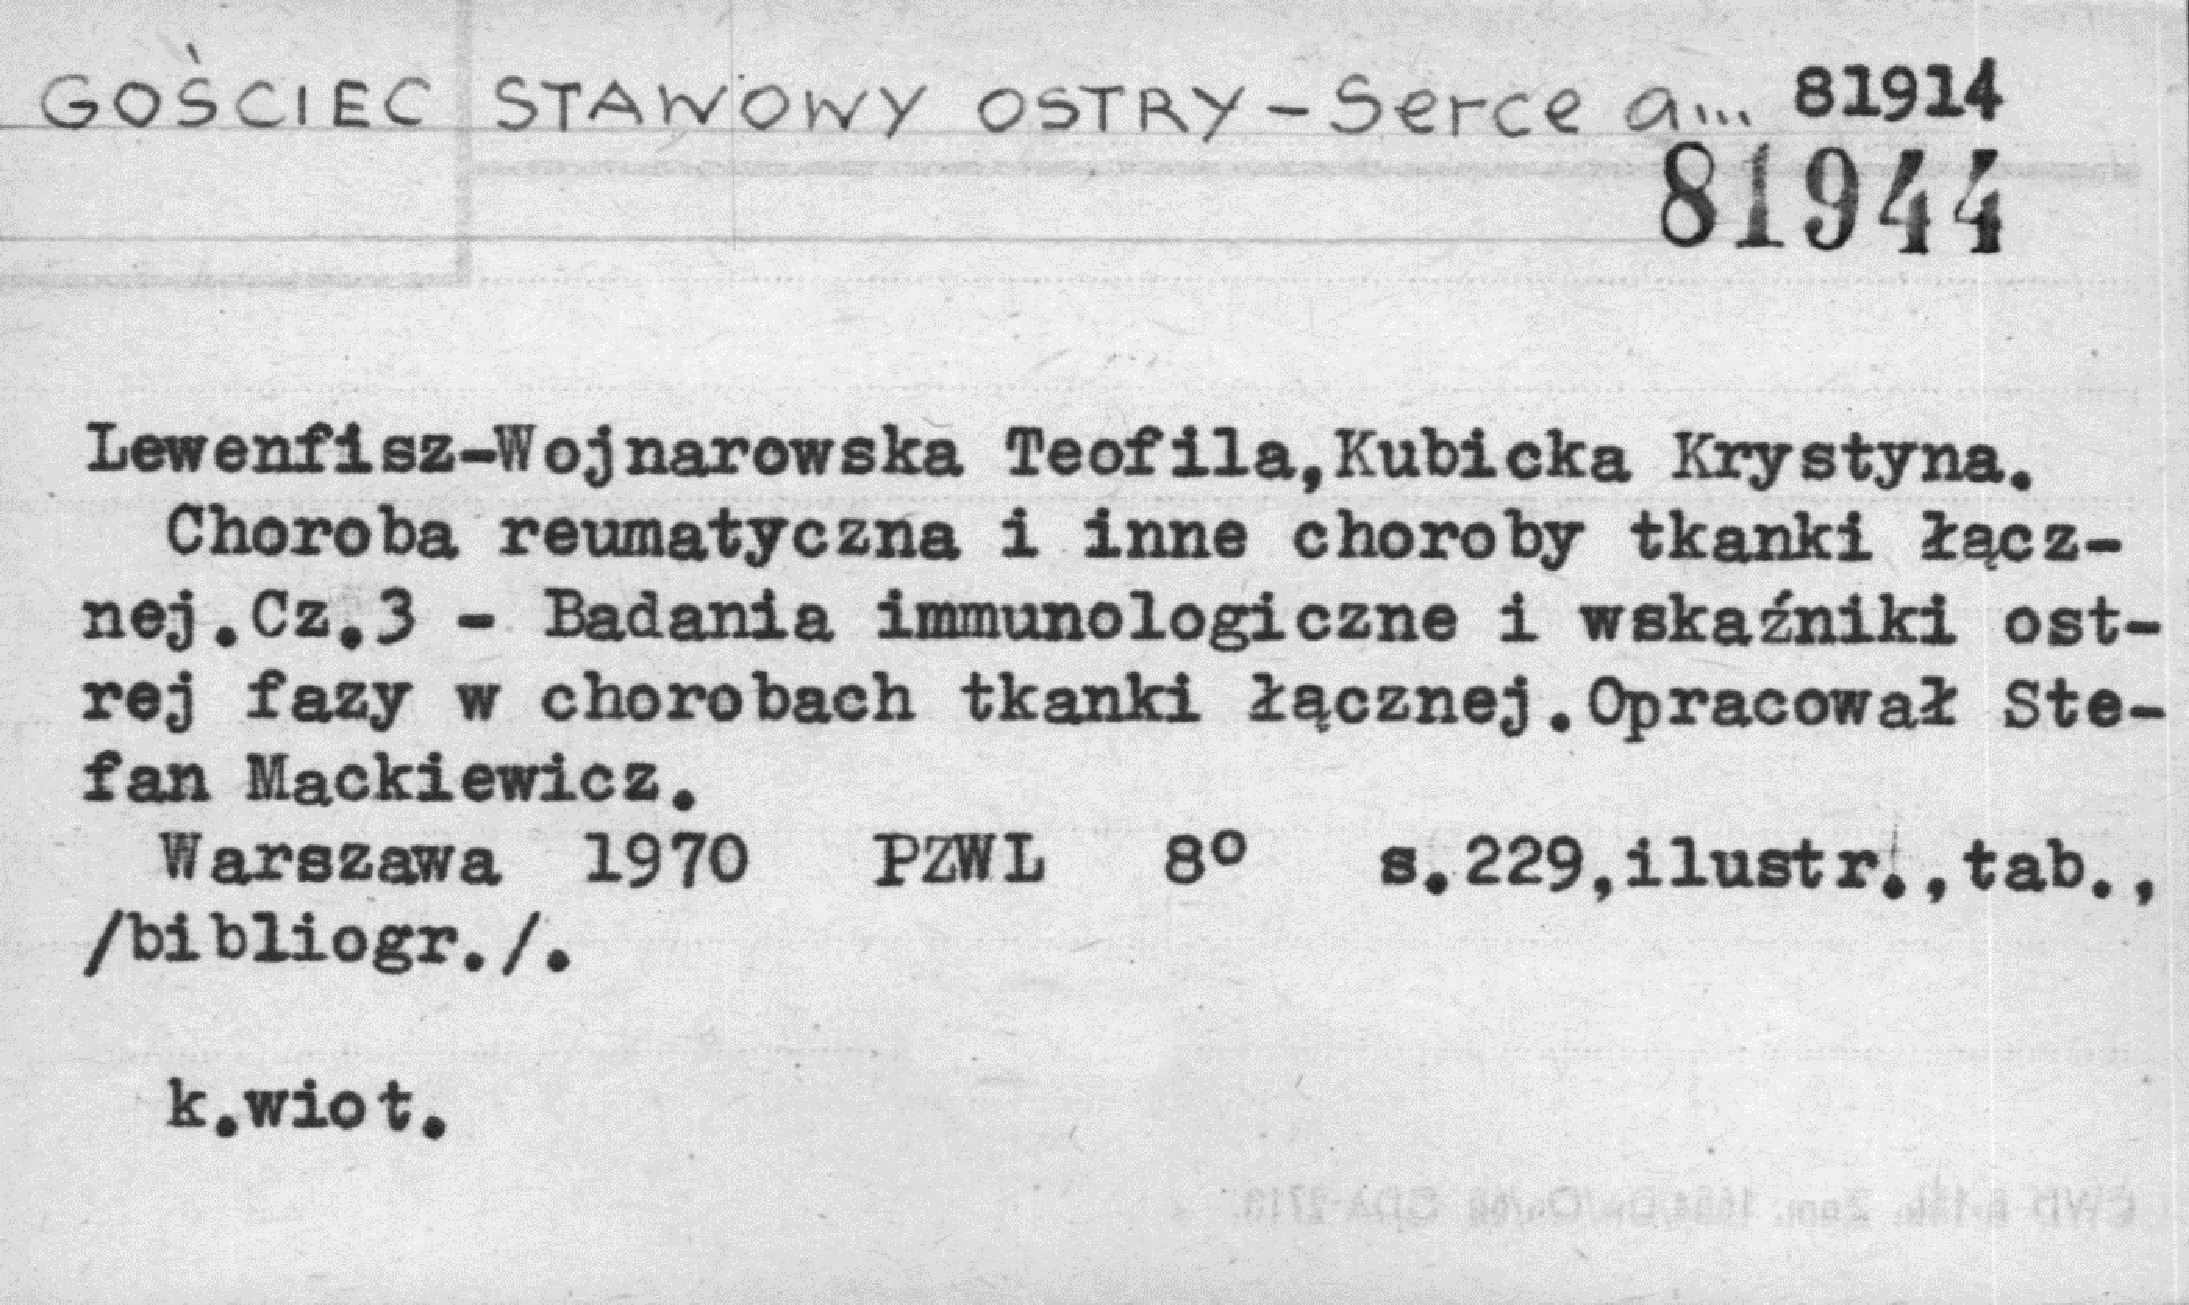 GOŚCIEC STAWOWY OSTRY - Serce a... 81914
81944
Lewenfisz-Wojnarowska Teofila,Kubicka Krystyna.
Choroba reumatyczna i inne choroby tkanki łącz-
nej.Cz.3 - Badania immunologiczne i wskaźniki ost-
rej fazy w chorobach tkanki łącznej.Opracował Ste-
fan Mackiewicz.
Warszawa 1970 PZWL 8° s.229,ilustr.,tab.,
/bibliogr./.
k.wiot.